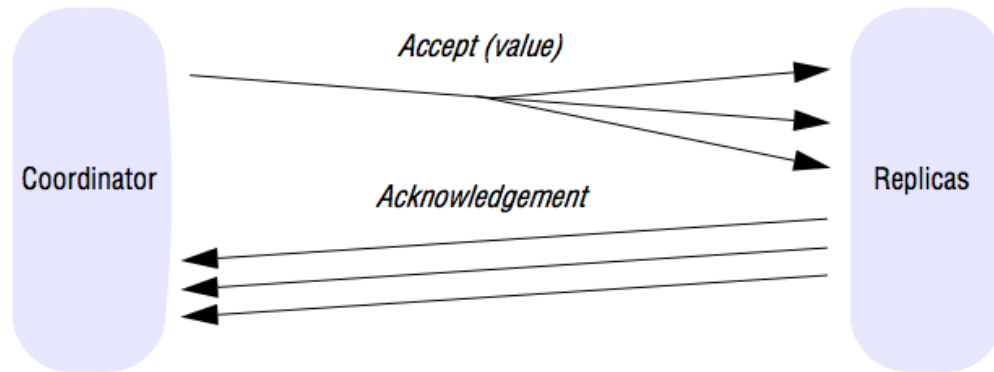 Accept (value)
Coordinator
Replicas
Acknowledgement